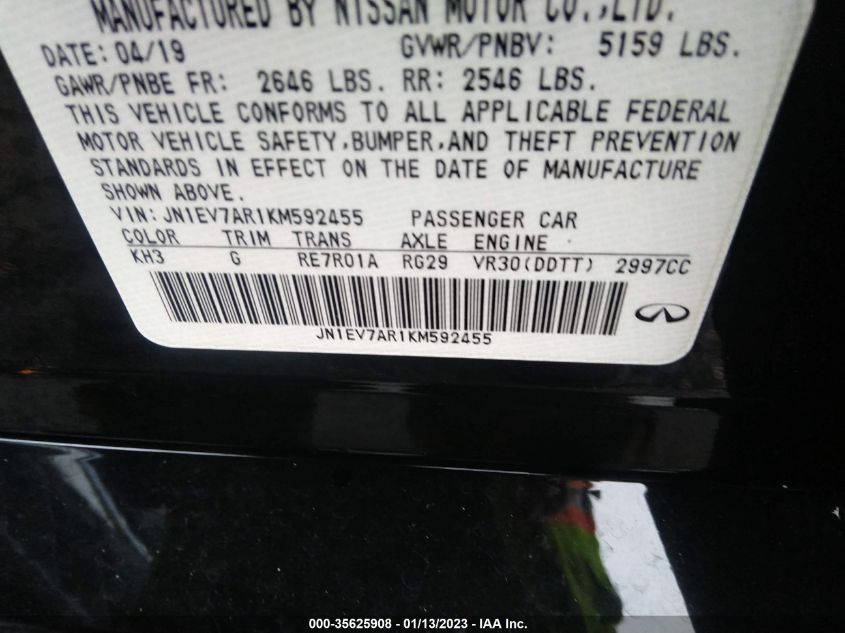 MANUFACTURED BY NISSAN MOTOR CO.,LTD.
DATE: 04/19 GVWR/PNBV: 5159 LBS.
GAWR/PNBE FR: 2646 LBS. RR: 2546 LBS.
THIS VEHICLE CONFORMS TO ALL APPLICABLE FEDERAL
MOTOR VEHICLE SAFETY,BUMPER,AND THEFT PREVENTION
STANDARDS IN EFFECT ON THE DATE OF MANUFACTURE
SHOWN ABOVE.
VIN: JN1EV7AR1KM592455 PASSENGER CAR
COLOR TRIM TRANS AXLE ENGINE
KH3 G RE7R01A RG29 VR30(DDTT) 2997CC
JN1EV7AR1KM592455
000-35625908 - 01/13/2023 - IAA Inc.